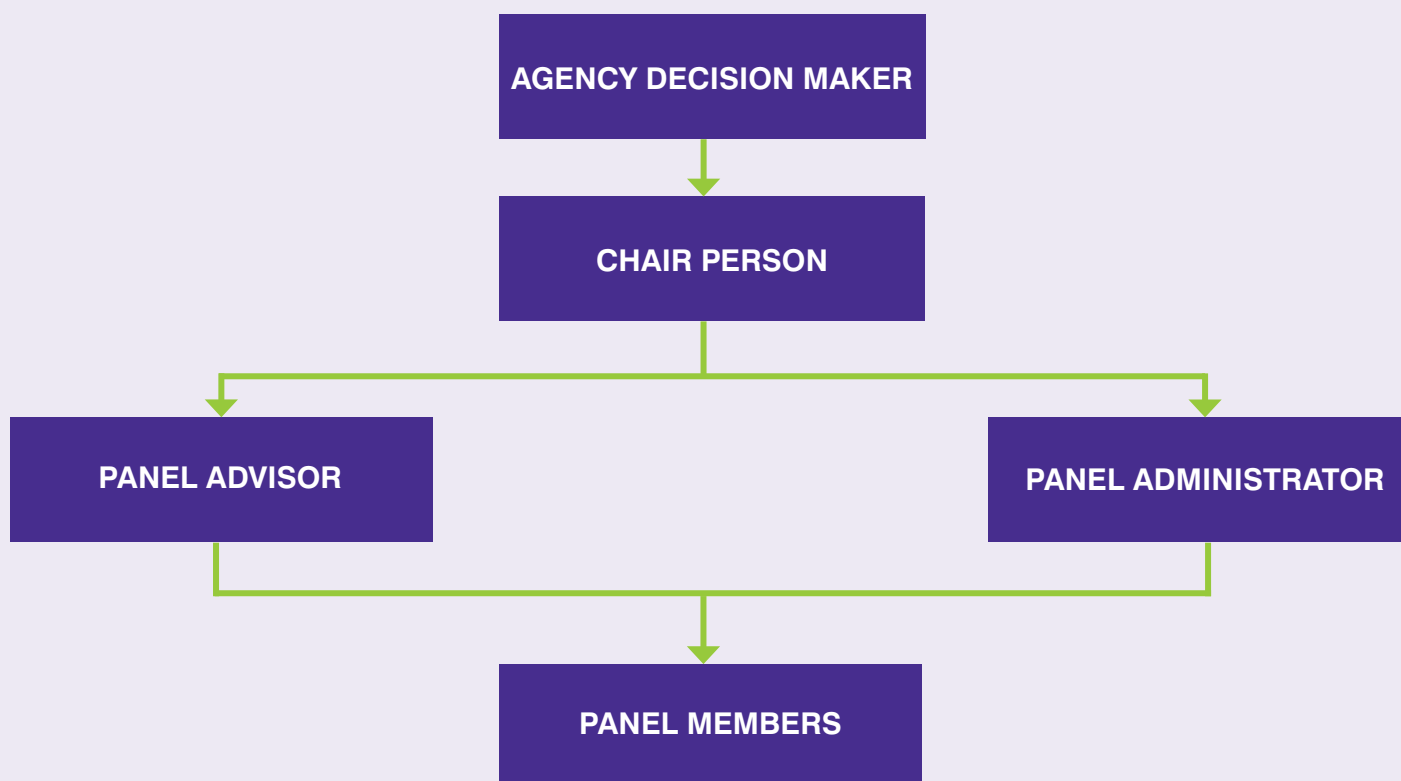 AGENCY DECISION MAKER
CHAIR PERSON
PANEL ADVISOR
PANEL ADMINISTRATOR
PANEL MEMBERS